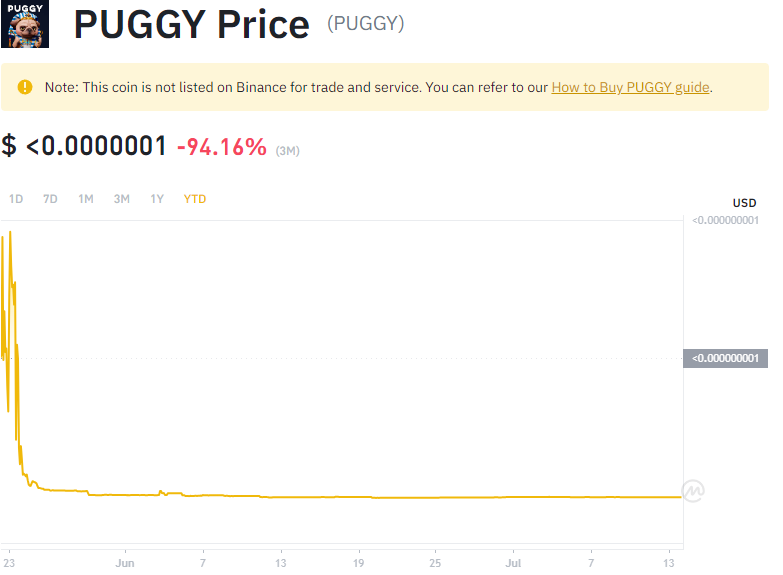 PUGGY
PUGGY Price (PUGGY)
Note: This coin is not listed on Binance for trade and service. You can refer to our How to Buy PUGGY guide.
$ <0.0000001 -94.16% (3M)
1D 7D 1M 3M 1Y YTD
USD
<0.000000001
<0.000000001
23 Jun 7 13 19 25 Jul 7 13